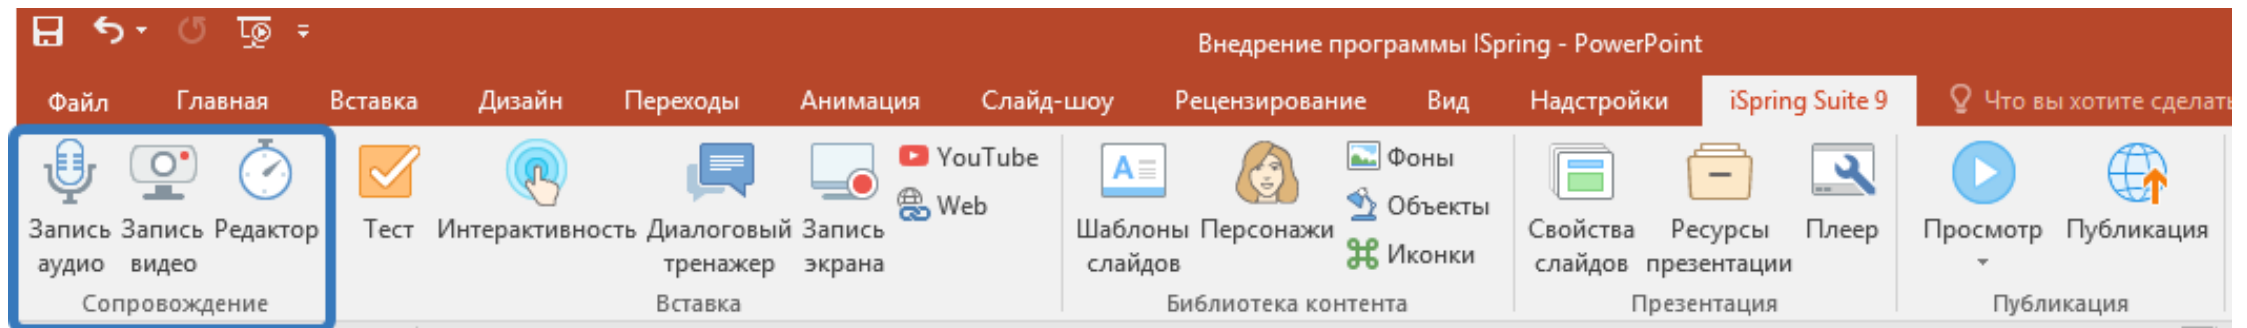 Внедрение программы ISpring - PowerPoint
Файл Главная Вставка Дизайн Переходы Анимация Слайд-шоу Рецензирование Вид Надстройки iSpring Suite 9 Что вы хотите сделать
Запись аудио
Запись видео
Редактор
Сопровождение
Тест
Интерактивность
Диалоговый тренажер
Запись экрана
YouTube
Web
Вставка
Шаблоны слайдов
Персонажи
Фоны
Объекты
Иконки
Библиотека контента
Свойства слайдов
Ресурсы презентации
Плеер
Презентация
Просмотр
Публикация
Публикация